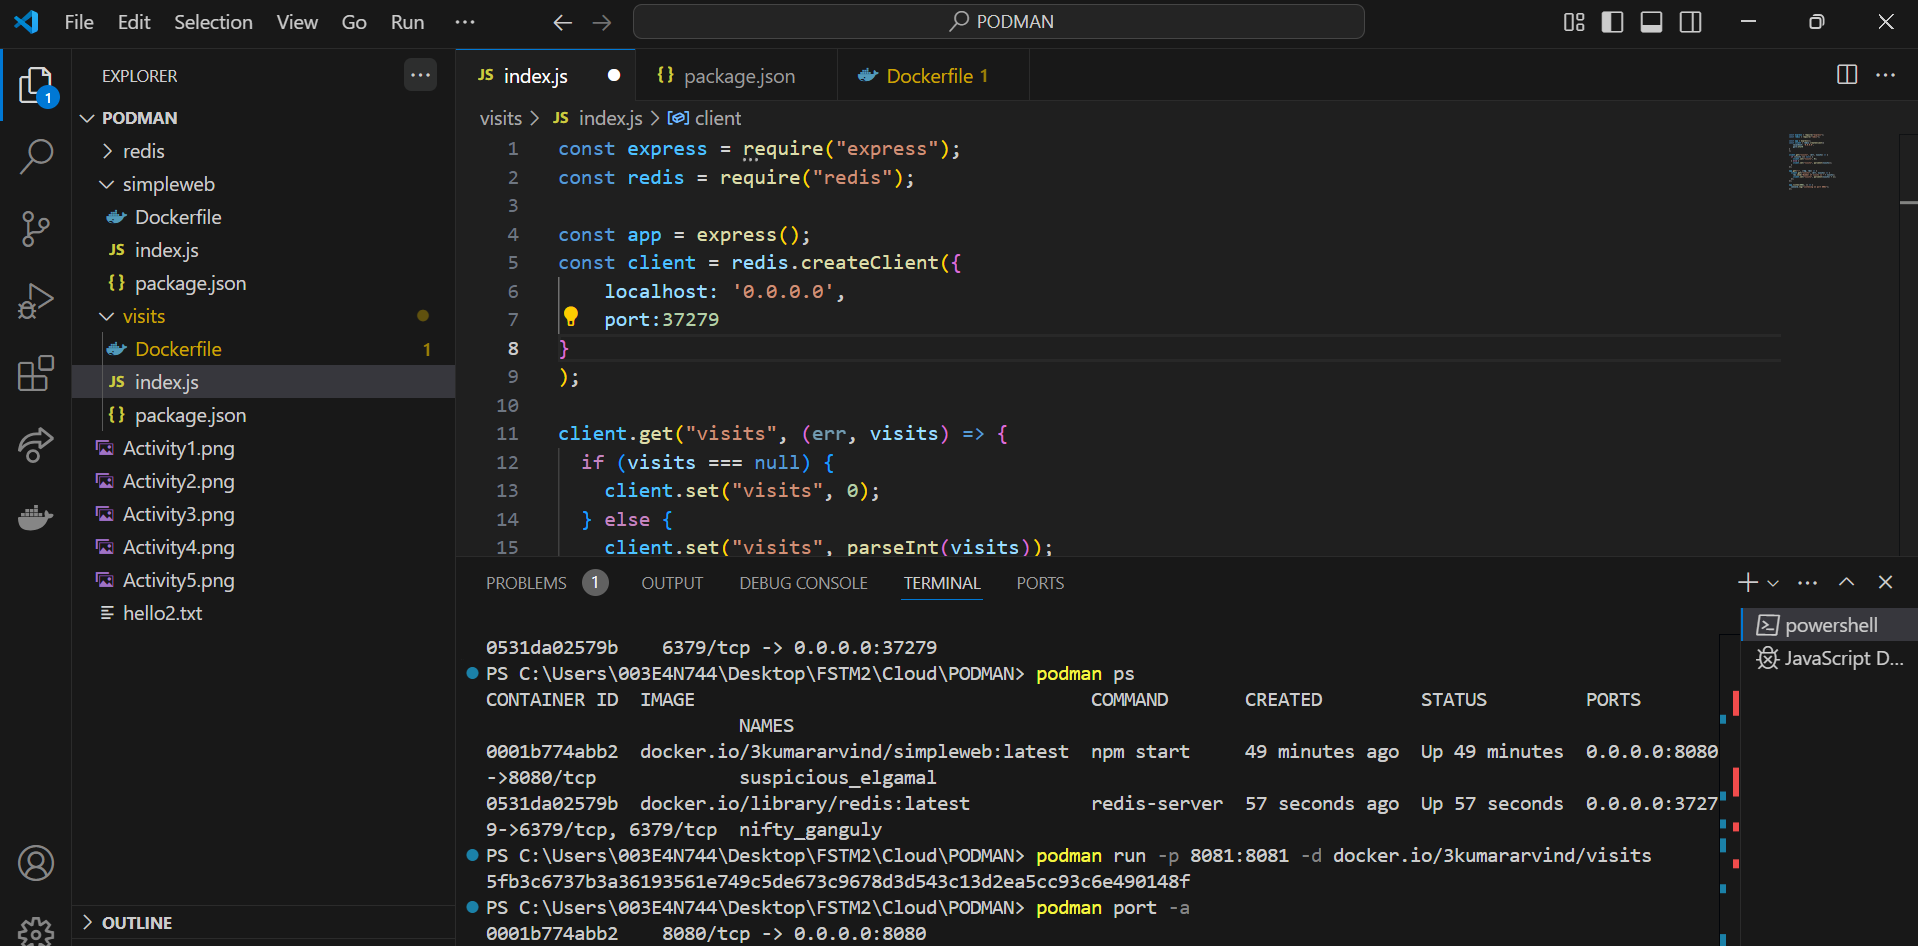 File Edit Selection View Go Run ··· PODMAN
EXPLORER
PODMAN
redis
simpleweb
Dockerfile
JS index.js
{} package.json
visits
Dockerfile 1
JS index.js
{} package.json
Activity1.png
Activity2.png
Activity3.png
Activity4.png
Activity5.png
hello2.txt
OUTLINE
1
JS index.js {} package.json Dockerfile 1
visits > JS index.js > client
1 const express = require("express");
2 const redis = require("redis");
3
4 const app = express();
5 const client = redis.createClient({
6 localhost: '0.0.0.0',
7 port:37279
8 }
9 );
10
11 client.get("visits", (err, visits) => {
12 if (visits === null) {
13 client.set("visits", 0);
14 } else {
15 client.set("visits", parseInt(visits));
PROBLEMS 1 OUTPUT DEBUG CONSOLE TERMINAL PORTS
0531da02579b 6379/tcp -> 0.0.0.0:37279
PS C:\Users\003E4N744\Desktop\FSTM2\Cloud\PODMAN> podman ps
CONTAINER ID IMAGE COMMAND CREATED STATUS PORTS
NAMES
0001b774abb2 docker.io/3kumararvind/simpleweb:latest npm start 49 minutes ago Up 49 minutes 0.0.0.0:8080
->8080/tcp suspicious_elgamal
0531da02579b docker.io/library/redis:latest redis-server 57 seconds ago Up 57 seconds 0.0.0.0:3727
9->6379/tcp, 6379/tcp nifty_ganguly
PS C:\Users\003E4N744\Desktop\FSTM2\Cloud\PODMAN> podman run -p 8081:8081 -d docker.io/3kumararvind/visits
5fb3c6737b3a36193561e749c5de673c9678d3d543c13d2ea5cc93c6e490148f
PS C:\Users\003E4N744\Desktop\FSTM2\Cloud\PODMAN> podman port -a
0001b774abb2 8080/tcp -> 0.0.0.0:8080
powershell
JavaScript D...